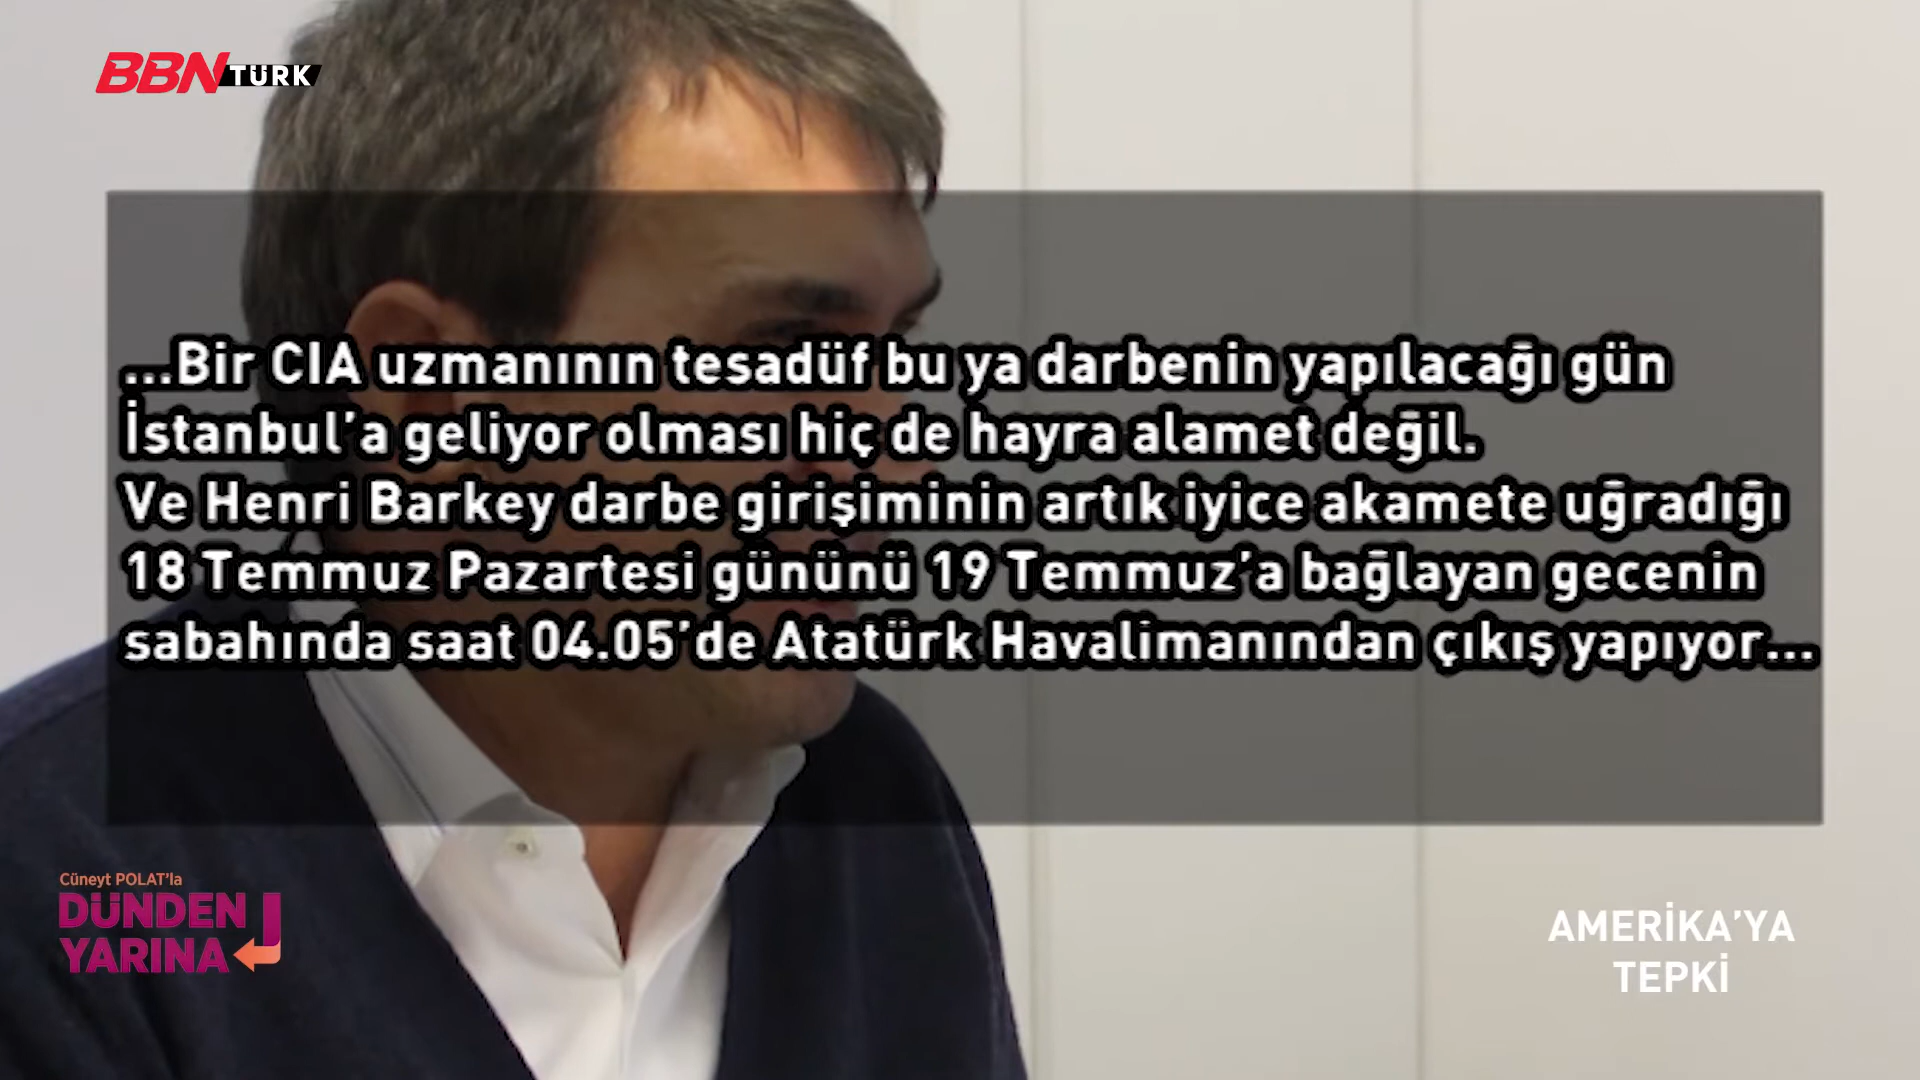 BBN TÜRK
...Bir CIA uzmanının tesadüf bu ya darbenin yapılacağı gün
İstanbul'a geliyor olması hiç de hayra alamet değil.
Ve Henri Barkey darbe girişiminin artık iyice akamete uğradığı
18 Temmuz Pazartesi gününü 19 Temmuz'a bağlayan gecenin
sabahında saat 04.05'de Atatürk Havalimanından çıkış yapıyor...
Cüneyt POLAT'la
DÜNDEN
YARINA
AMERİKA'YA
TEPKİ